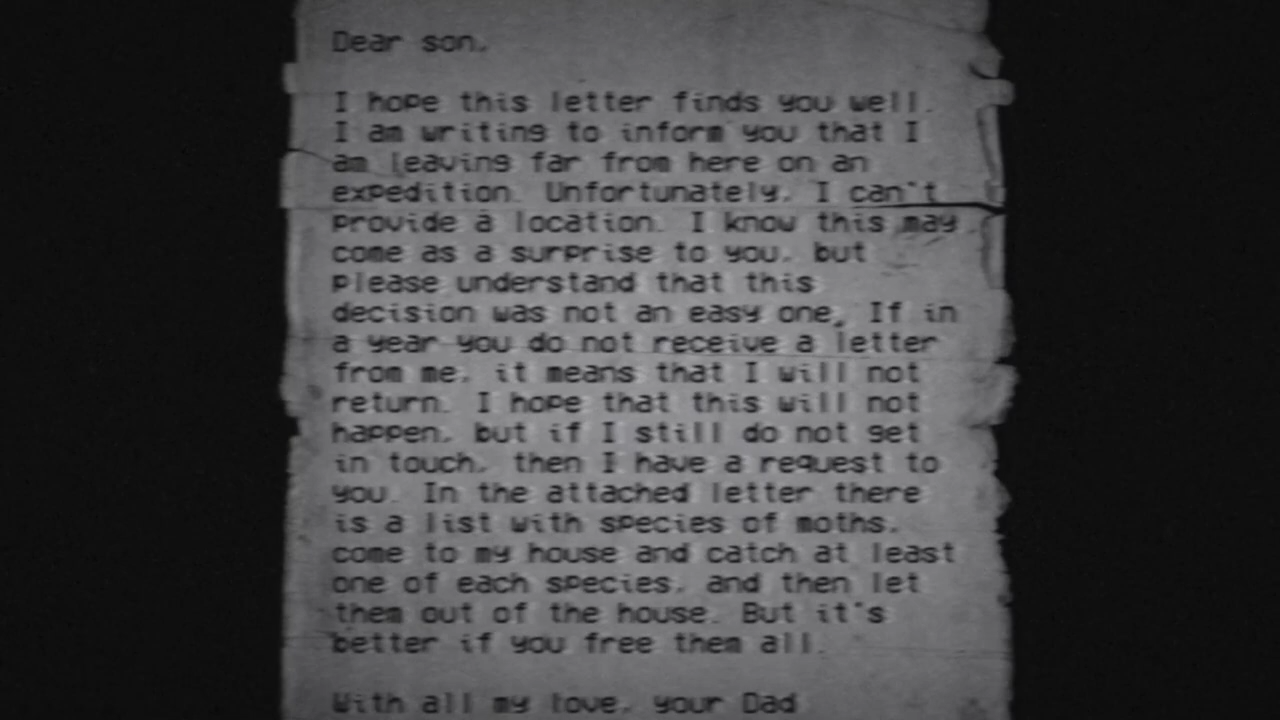 Dear son,
I hope this letter finds you well.
I am writing to inform you that I
am leaving far from here on an
expedition. Unfortunately, I can't
provide a location. I know this may
come as a surprise to you, but
please understand that this
decision was not an easy one. If in
a year you do not receive a letter
from me, it means that I will not
return. I hope that this will not
happen, but if I still do not get
in touch, then I have a request to
you. In the attached letter there
is a list with species of moths,
come to my house and catch at least
one of each species, and then let
them out of the house. But it's
better if you free them all.
With all my love, your Dad